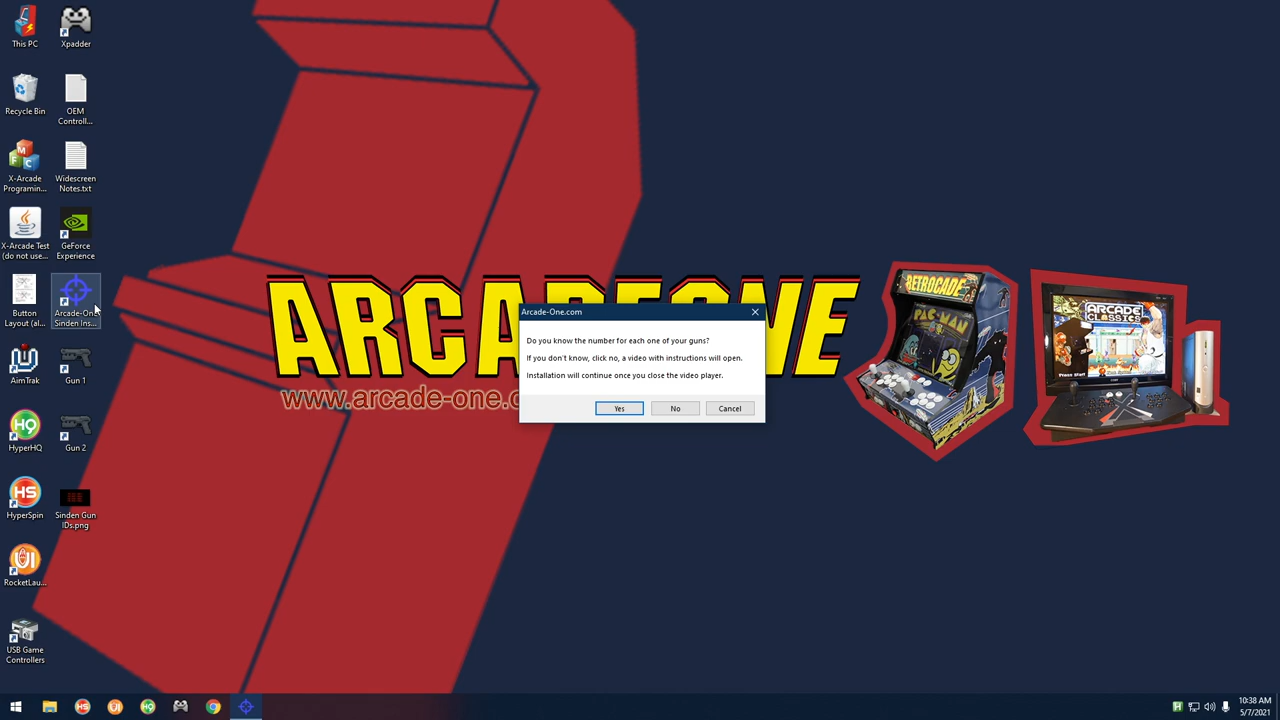 This PC
Xpadder
Recycle Bin
OEM
Controll...
X-Arcade
Programin...
Widescreen
Notes.txt
X-Arcade Test
(do not use...
GeForce
Experience
Button
Layout (al...
Arcade-One
Sinden Ins...
AimTrak
Gun 1
HyperHQ
Gun 2
HyperSpin
Sinden Gun
IDs.png
RocketLau...
USB Game
Controllers
ARCADEONE
www.arcade-one.c
RETROCADE
PAC-MAN
ARCADE
CLASSICS
Press Start
Arcade-One.com
Do you know the number for each one of your guns?
If you don't know, click no, a video with instructions will open.
Installation will continue once you close the video player.
Yes
No
Cancel
10:38 AM
5/7/2021